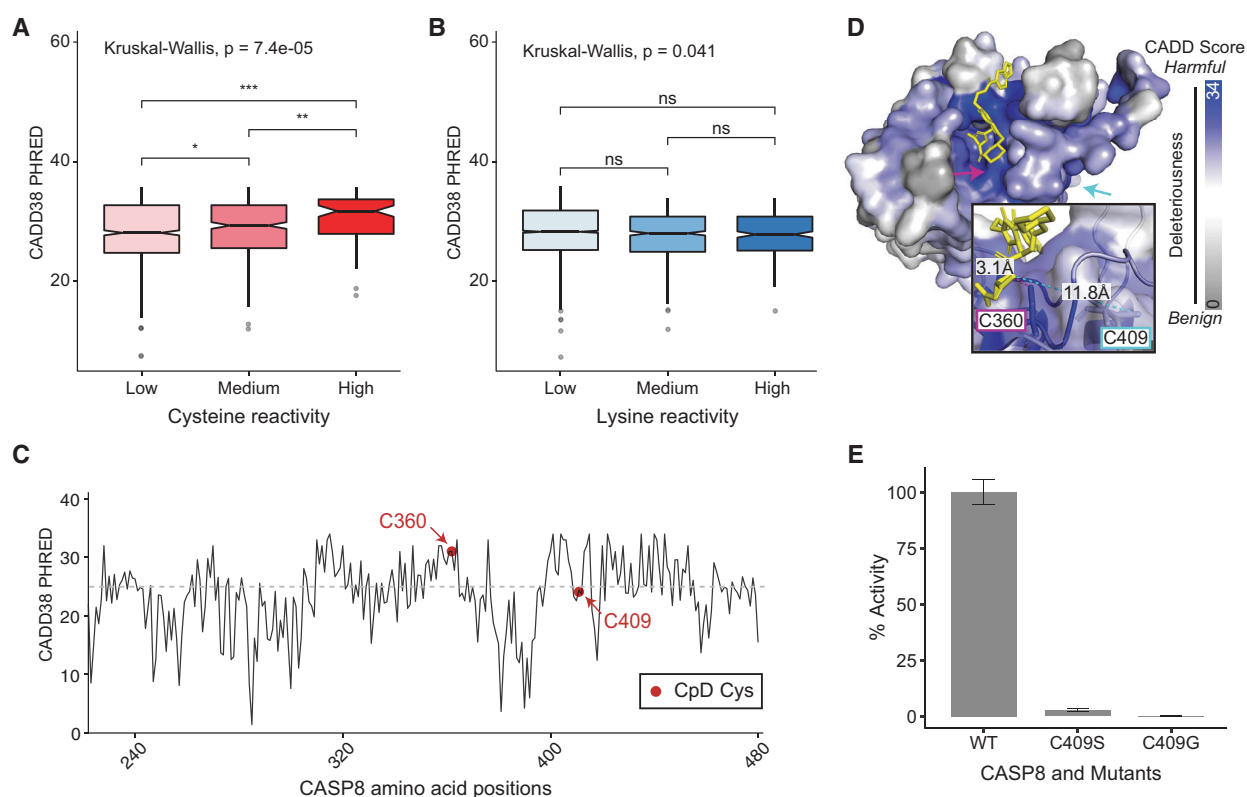 A
Kruskal-Wallis, p = 7.4e-05
***
**
*
CADD38 PHRED
60
40
20
Low
Medium
High
Cysteine reactivity
B
Kruskal-Wallis, p = 0.041
ns
ns
ns
CADD38 PHRED
60
40
20
Low
Medium
High
Lysine reactivity
C
CADD38 PHRED
40
30
20
10
0
C360
C409
CpD Cys
240
320
400
480
CASP8 amino acid positions
D
CADD Score
Harmful
34
Deleteriousness
0
Benign
3.1Å
11.8Å
C360
C409
E
% Activity
100
75
50
25
0
WT
C409S
C409G
CASP8 and Mutants